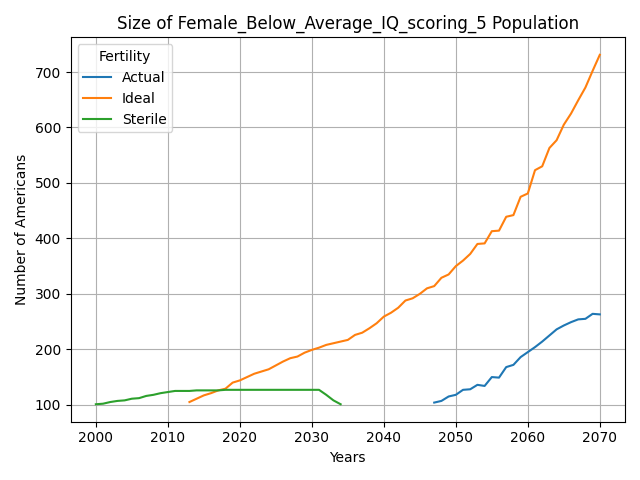 Size of Female_Below_Average_IQ_scoring_5 Population
Fertility
Actual
Ideal
Sterile
Number of Americans
700
600
500
400
300
200
100
2000 2010 2020 2030 2040 2050 2060 2070
Years